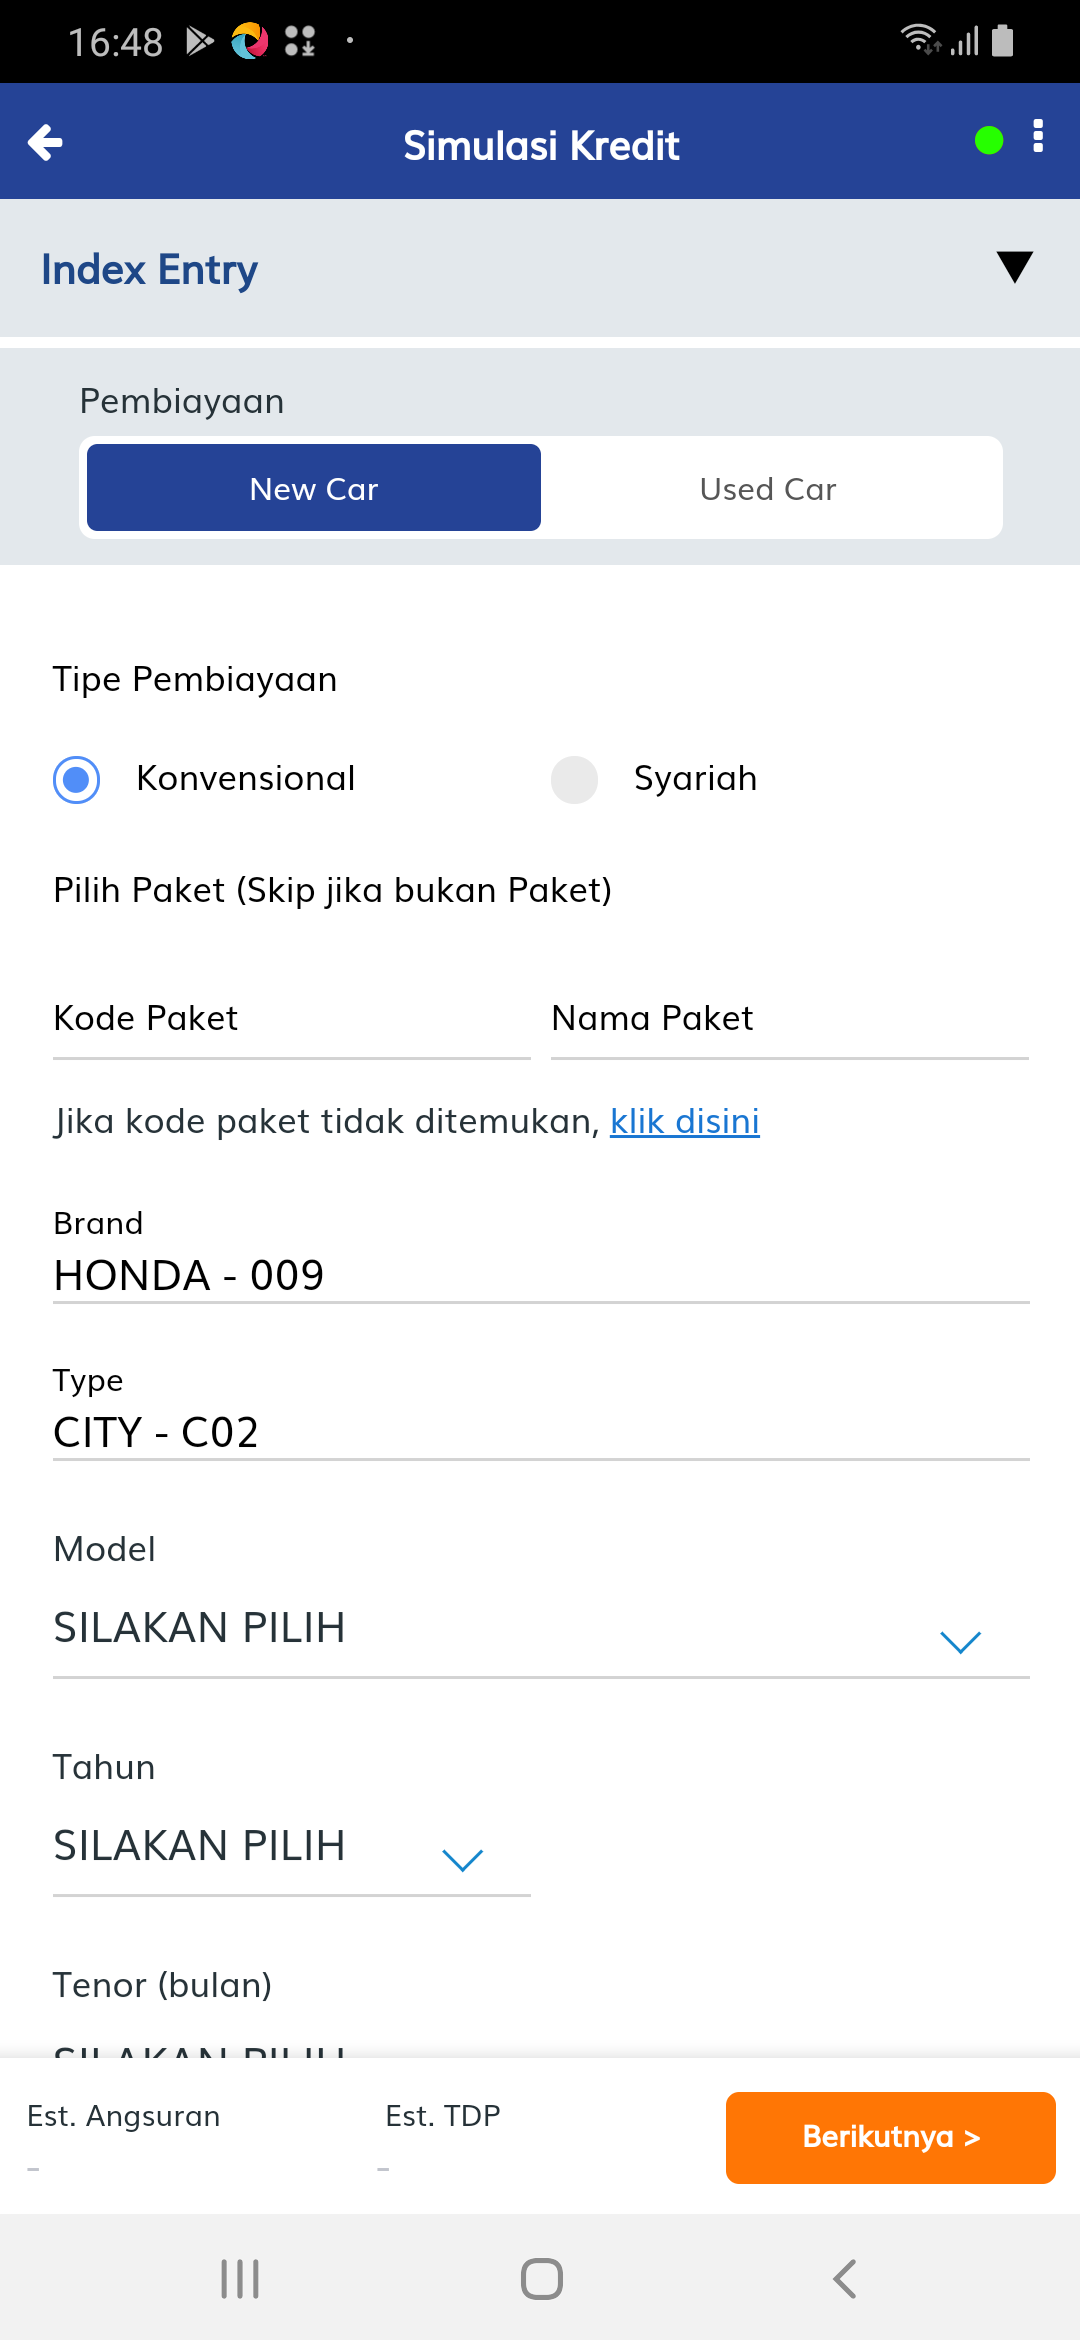 16:48
Simulasi Kredit
Index Entry
Pembiayaan
New Car Used Car
Tipe Pembiayaan
Konvensional Syariah
Pilih Paket (Skip jika bukan Paket)
Kode Paket Nama Paket
Jika kode paket tidak ditemukan, klik disini
Brand
HONDA - 009
Type
CITY - C02
Model
SILAKAN PILIH
Tahun
SILAKAN PILIH
Tenor (bulan)
SILAKAN PILIH
Est. Angsuran Est. TDP
- -
Berikutnya >